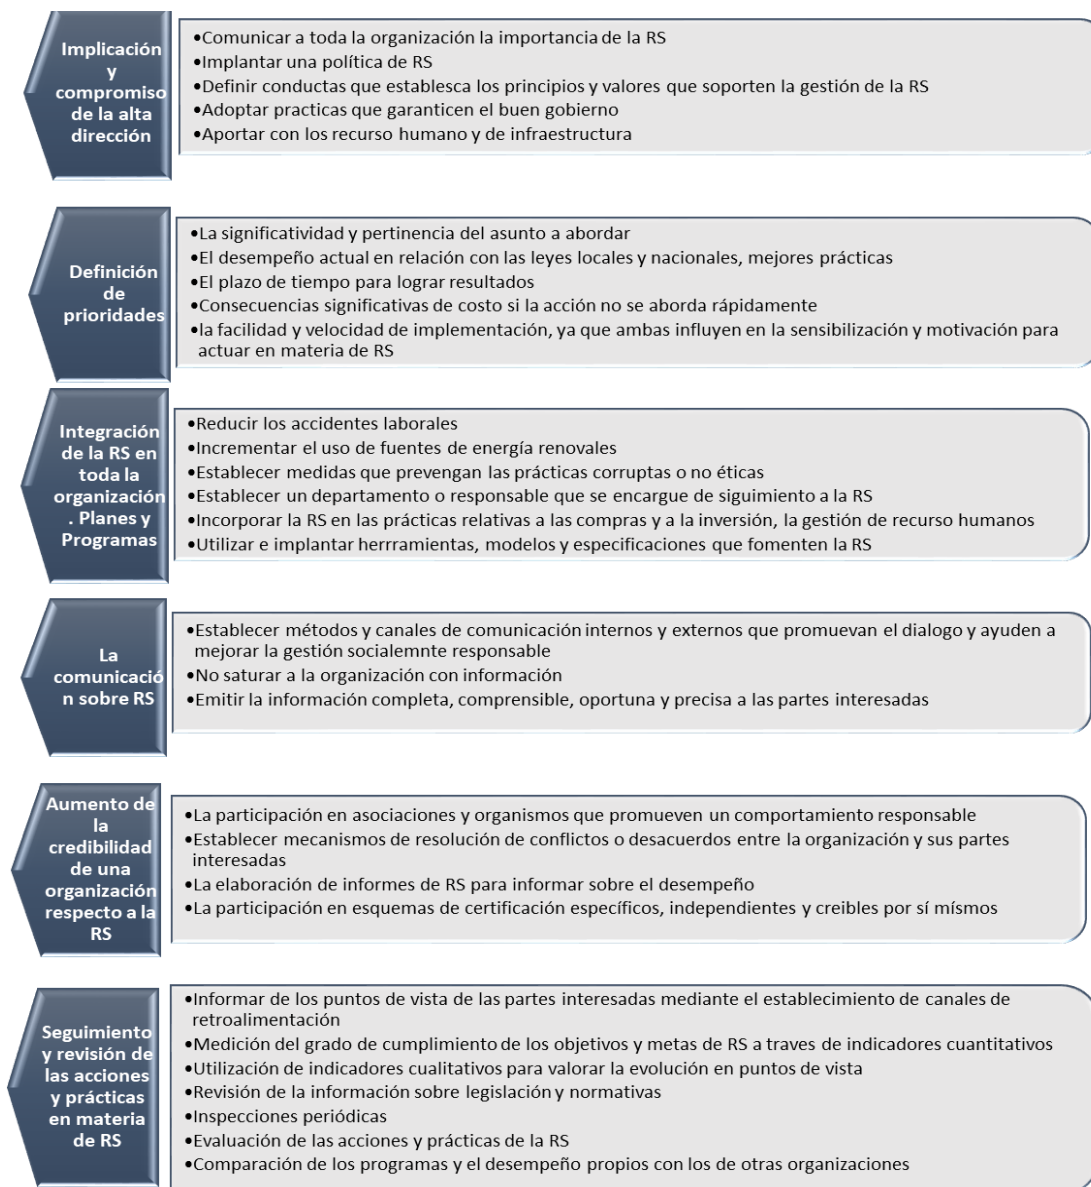 Implicación
y
compromiso
de la alta
dirección
•Comunicar a toda la organización la importancia de la RS
•Implantar una política de RS
•Definir conductas que establesca los principios y valores que soporten la gestión de la RS
•Adoptar practicas que garanticen el buen gobierno
•Aportar con los recurso humano y de infraestructura
Definición
de
prioridades
•La significatividad y pertinencia del asunto a abordar
•El desempeño actual en relación con las leyes locales y nacionales, mejores prácticas
•El plazo de tiempo para lograr resultados
•Consecuencias significativas de costo si la acción no se aborda rápidamente
•la facilidad y velocidad de implementación, ya que ambas influyen en la sensibilización y motivación para
actuar en materia de RS
Integración
de la RS en
toda la
organización
. Planes y
Programas
•Reducir los accidentes laborales
•Incrementar el uso de fuentes de energía renovales
•Establecer medidas que prevengan las prácticas corruptas o no éticas
•Establecer un departamento o responsable que se encargue de siguimiento a la RS
•Incorporar la RS en las prácticas relativas a las compras y a la inversión, la gestión de recurso humanos
•Utilizar e implantar herrramientas, modelos y especificaciones que fomenten la RS
La
comunicació
n sobre RS
•Establecer métodos y canales de comunicación internos y externos que promuevan el dialogo y ayuden a
mejorar la gestión socialemnte responsable
•No saturar a la organización con información
•Emitir la información completa, comprensible, oportuna y precisa a las partes interesadas
Aumento de
la
credibilidad
de una
organización
respecto a la
RS
•La participación en asociaciones y organismos que promueven un comportamiento responsable
•Establecer mecanismos de resolución de conflictos o desacuerdos entre la organización y sus partes
interesadas
•La elaboración de informes de RS para informar sobre el desempeño
•La participación en esquemas de certificación específicos, independientes y creibles por sí mísmos
Seguimiento
y revisión de
las acciones
y prácticas
en materia
de RS
•Informar de los puntos de vista de las partes interesadas mediante el establecimiento de canales de
retroalimentación
•Medición del grado de cumplimiento de los objetivos y metas de RS a traves de indicadores cuantitativos
•Utilización de indicadores cualitativos para valorar la evolución en puntos de vista
•Revisión de la información sobre legislación y normativas
•Inspecciones periódicas
•Evaluación de las acciones y prácticas de la RS
•Comparación de los programas y el desempeño propios con los de otras organizaciones